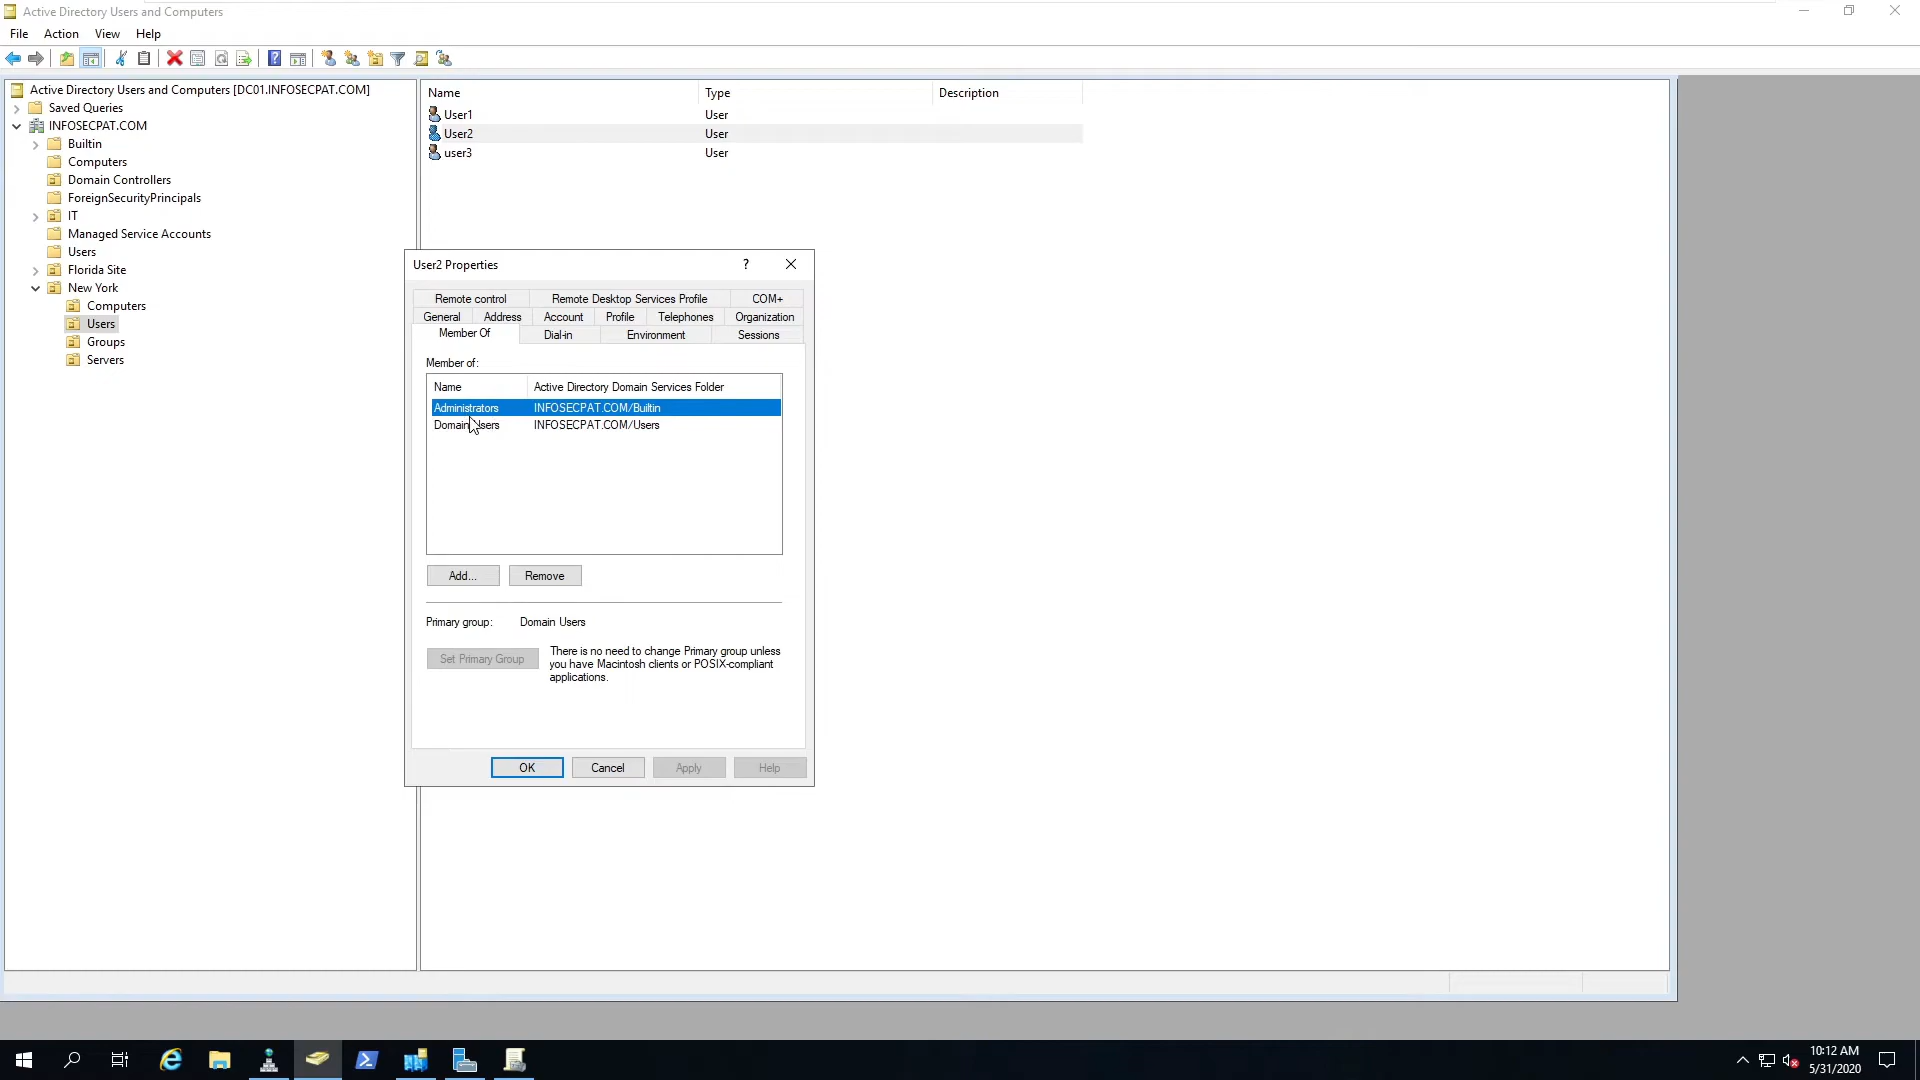 Active Directory Users and Computers
File Action View Help
Active Directory Users and Computers [DC01.INFOSECPAT.COM]
Saved Queries
INFOSECPAT.COM
Builtin
Computers
Domain Controllers
ForeignSecurityPrincipals
IT
Managed Service Accounts
Users
Florida Site
New York
Computers
Users
Groups
Servers
Name Type Description
User1 User
User2 User
user3 User
User2 Properties
Remote control Remote Desktop Services Profile COM+
General Address Account Profile Telephones Organization
Member Of Dial-in Environment Sessions
Member of:
Name Active Directory Domain Services Folder
Administrators INFOSECPAT.COM/Builtin
Domain Users INFOSECPAT.COM/Users
Add... Remove
Primary group: Domain Users
Set Primary Group
There is no need to change Primary group unless
you have Macintosh clients or POSIX-compliant
applications.
OK Cancel Apply Help
10:12 AM
5/31/2020